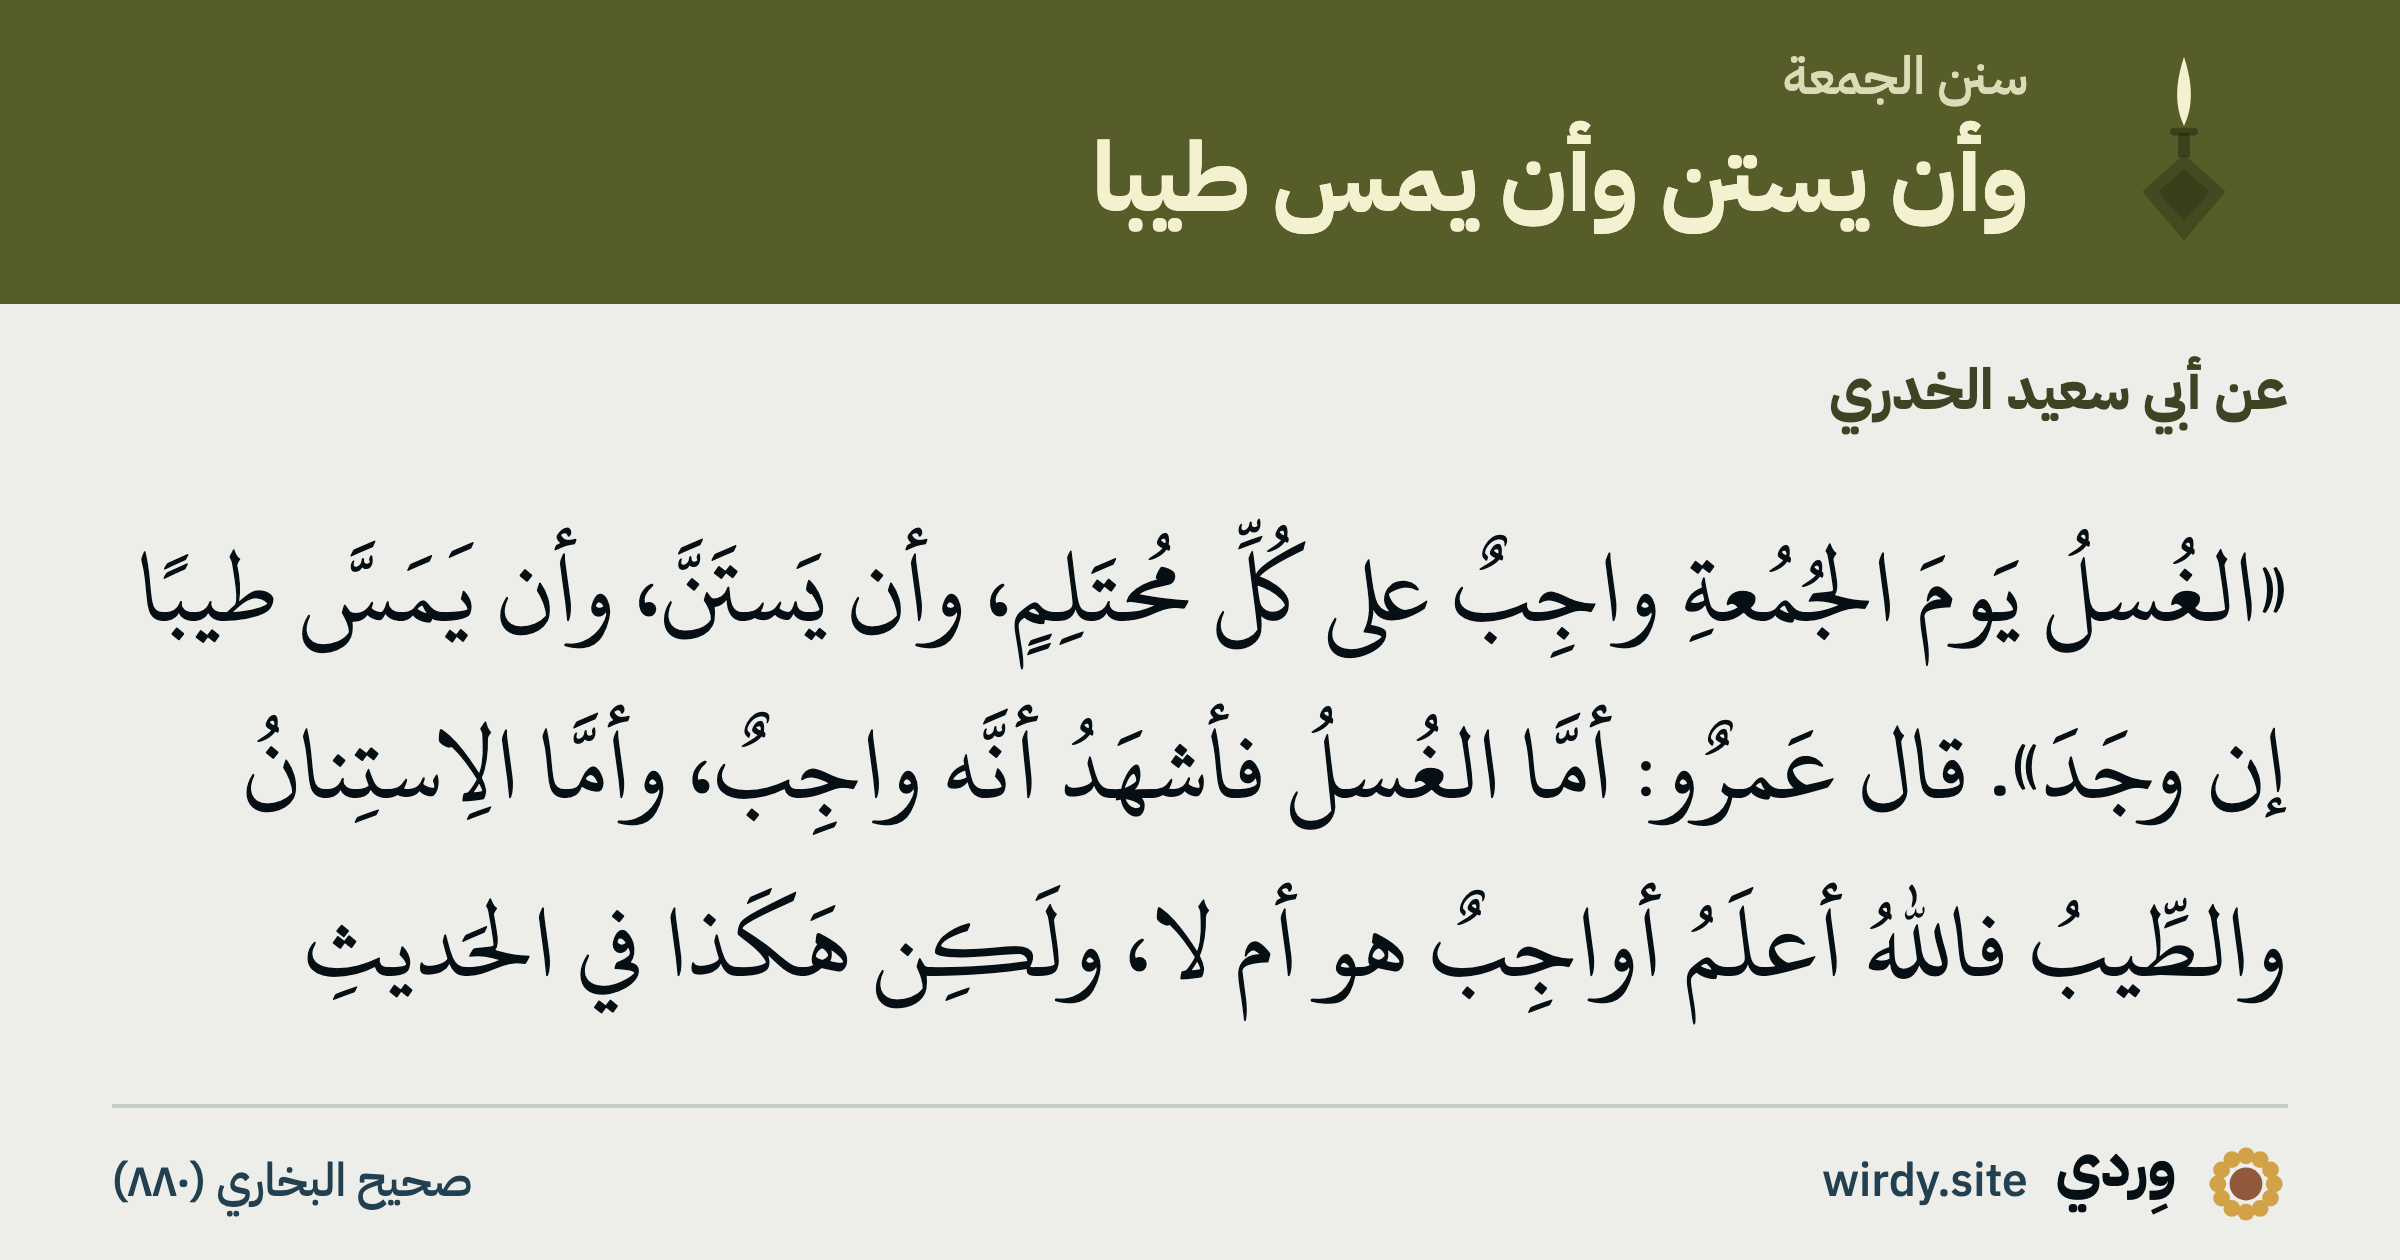 سنن الجمعة
وأن يستن وأن يمس طيبا
عن أبي سعيد الخدري
«الغُسلُ يَومَ الجُمُعةِ واجِبٌ على كُلِّ مُحتَلِمٍ، وأن يَستَنَّ، وأن يَمَسَّ طيبًا
إن وجَدَ». قال عَمرٌو: أمَّا الغُسلُ فأشهَدُ أنَّه واجِبٌ، وأمَّا الِاستِنانُ
والطِّيبُ فاللهُ أعلَمُ أواجِبٌ هو أم لا، ولَكِن هَكَذا في الحَديثِ
وِردي wirdy.site
صحيح البخاري (٨٨٠)